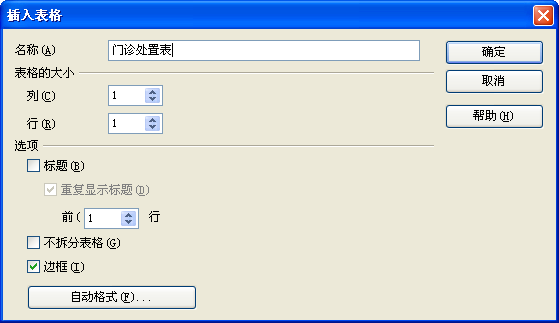 插入表格
名称(A) 门诊处置表 确定
表格的大小 取消
列(C) 1
行(R) 1 帮助(H)
选项
标题(B)
重复显示标题(D)
前( 1 行
不拆分表格(G)
边框(I)
自动格式(F)...